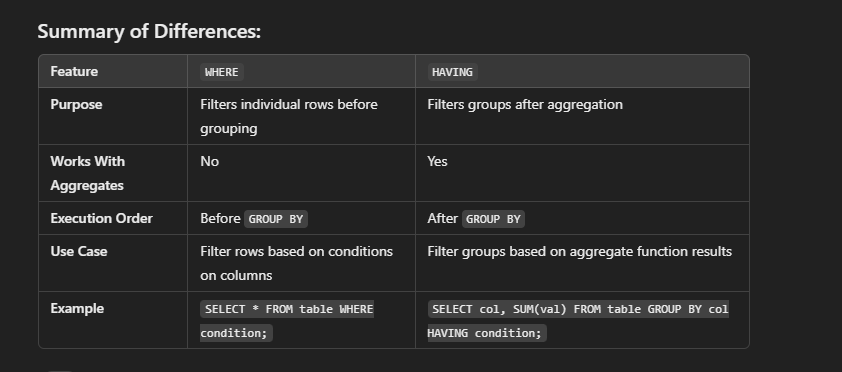 Summary of Differences:
Feature WHERE HAVING
Purpose Filters individual rows before Filters groups after aggregation
grouping
Works With No Yes
Aggregates
Execution Order Before GROUP BY After GROUP BY
Use Case Filter rows based on conditions Filter groups based on aggregate function results
on columns
Example SELECT * FROM table WHERE SELECT col, SUM(val) FROM table GROUP BY col
condition; HAVING condition;